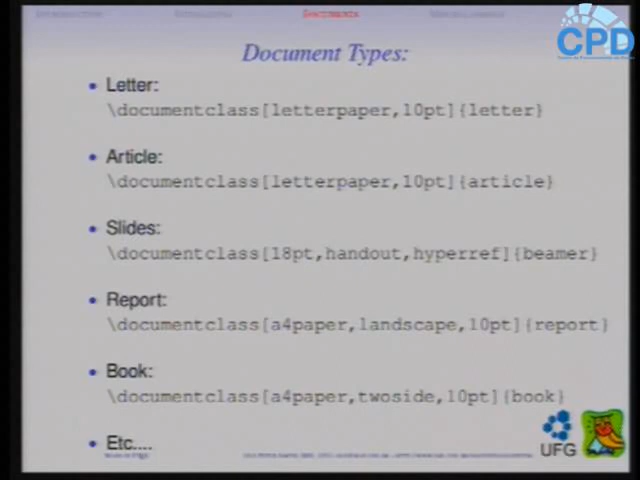 Document Types:
CPD
• Letter:
\documentclass[letterpaper,10pt]{letter}
• Article:
\documentclass[letterpaper,10pt]{article}
• Slides:
\documentclass[18pt,handout,hyperref]{beamer}
• Report:
\documentclass[a4paper,landscape,10pt]{report}
• Book:
\documentclass[a4paper,twoside,10pt]{book}
• Etc....
UFG